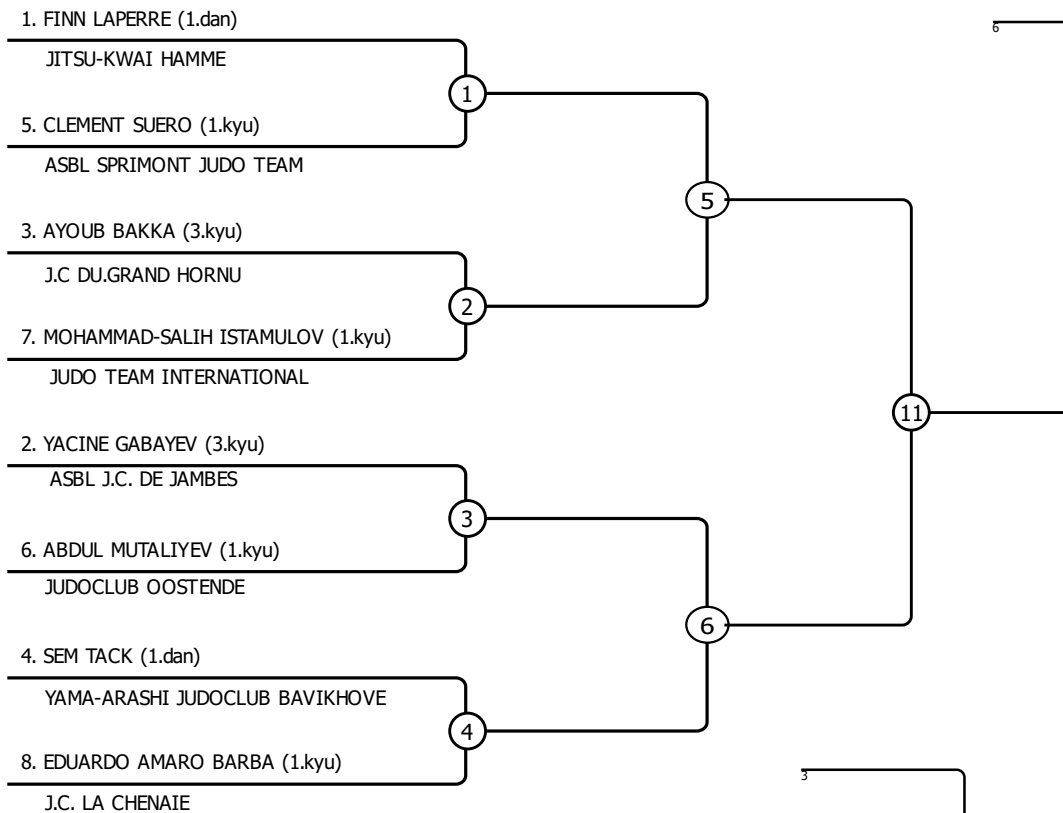 1. FINN LAPERRE (1.dan)
6
JITSU-KWAI HAMME
1
5. CLEMENT SUERO (1.kyu)
ASBL SPRIMONT JUDO TEAM
5
3. AYOUB BAKKA (3.kyu)
J.C DU.GRAND HORNU
2
7. MOHAMMAD-SALIH ISTAMULOV (1.kyu)
JUDO TEAM INTERNATIONAL
11
2. YACINE GABAYEV (3.kyu)
ASBL J.C. DE JAMBES
3
6. ABDUL MUTALIYEV (1.kyu)
JUDOCLUB OOSTENDE
6
4. SEM TACK (1.dan)
YAMA-ARASHI JUDOCLUB BAVIKHOVE
4
8. EDUARDO AMARO BARBA (1.kyu)
3
J.C. LA CHENAIE